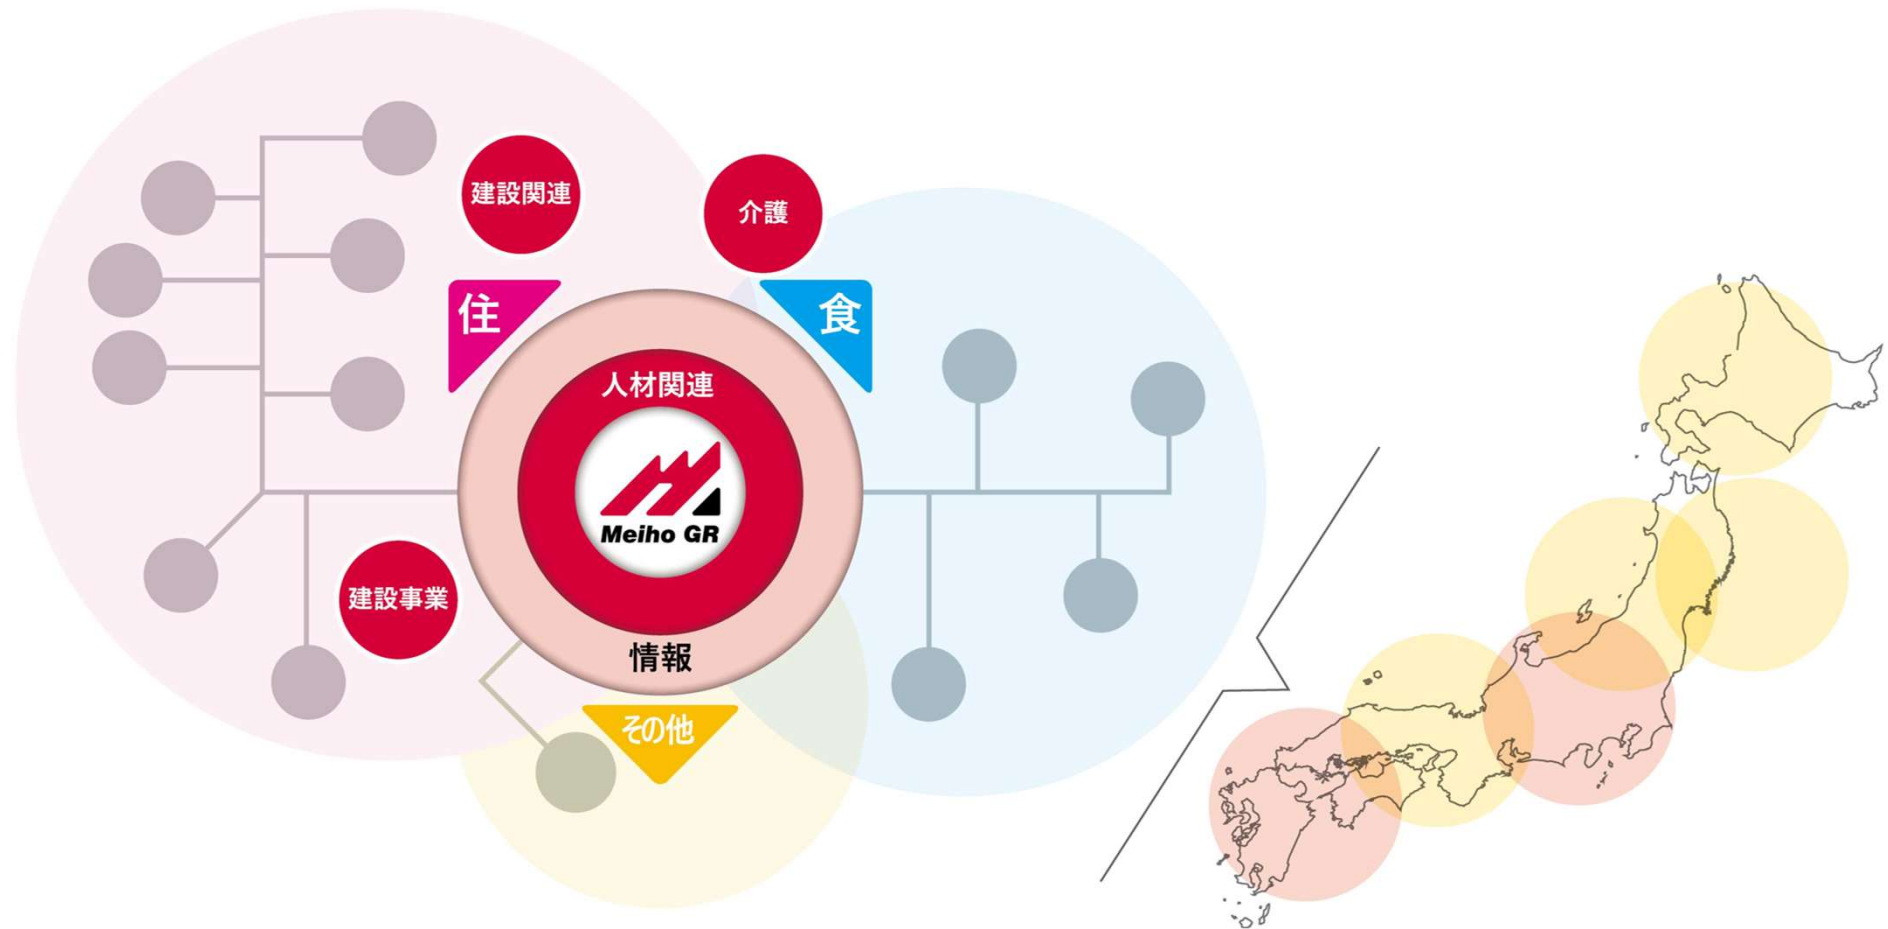 建設関連
介護
住
食
人材関連
Meiho GR
建設事業
情報
その他